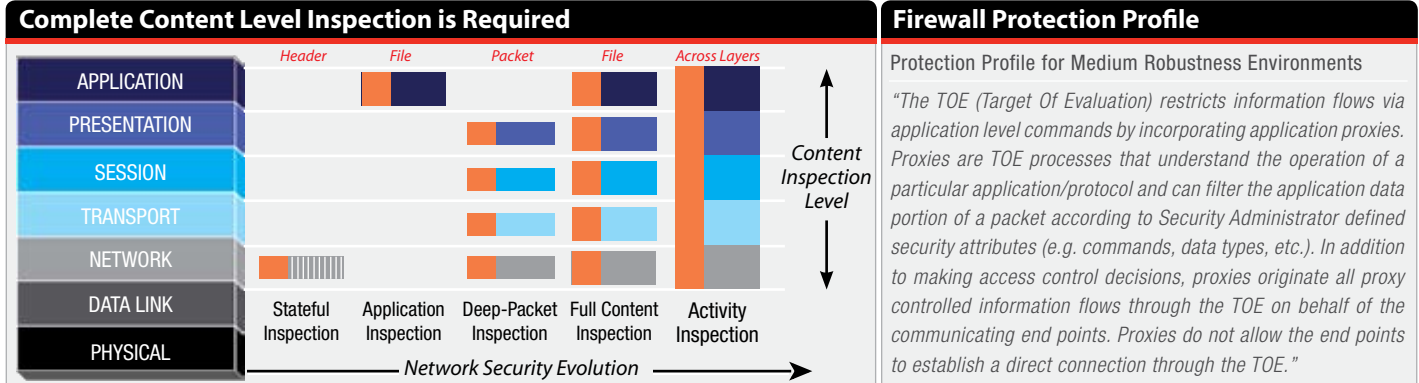 Complete Content Level Inspection is Required
Header
File
Packet
File
Across Layers
APPLICATION
PRESENTATION
SESSION
TRANSPORT
NETWORK
DATA LINK
PHYSICAL
Content
Inspection
Level
Stateful
Inspection
Application
Inspection
Deep-Packet
Inspection
Full Content
Inspection
Activity
Inspection
Network Security Evolution
Firewall Protection Profile
Protection Profile for Medium Robustness Environments
“The TOE (Target Of Evaluation) restricts information flows via
application level commands by incorporating application proxies.
Proxies are TOE processes that understand the operation of a
particular application/protocol and can filter the application data
portion of a packet according to Security Administrator defined
security attributes (e.g. commands, data types, etc.). In addition
to making access control decisions, proxies originate all proxy
controlled information flows through the TOE on behalf of the
communicating end points. Proxies do not allow the end points
to establish a direct connection through the TOE.”